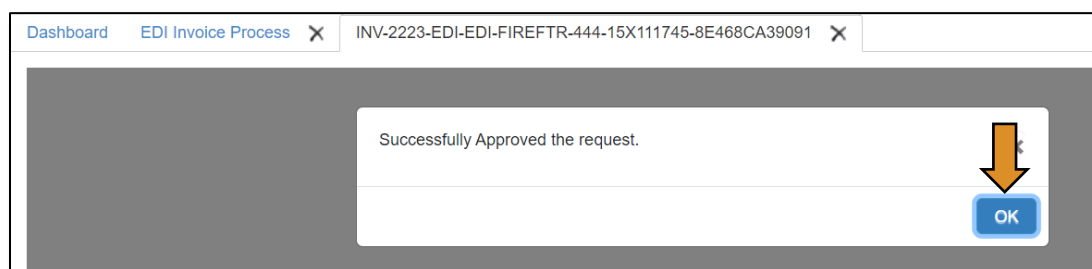 Dashboard EDI Invoice Process INV-2223-EDI-EDI-FIREFTR-444-15X111745-8E468CA39091
Successfully Approved the request.
OK